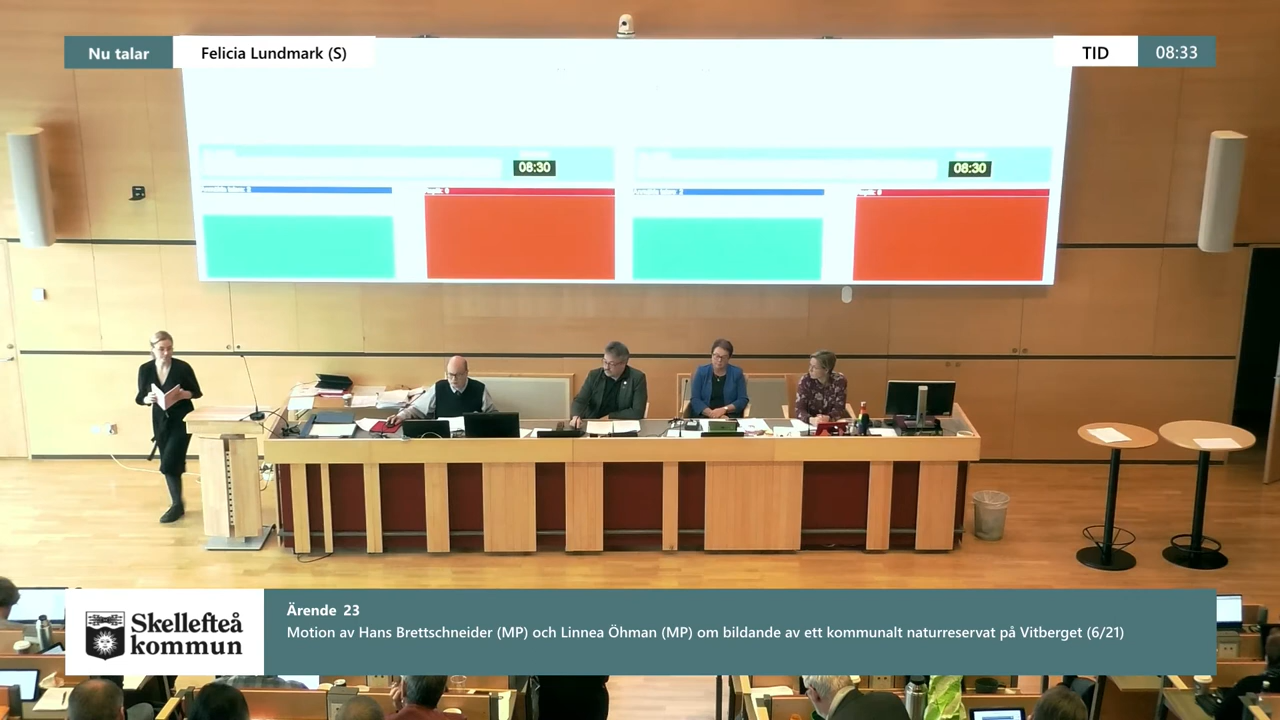 Nu talar
Felicia Lundmark (S)
TID
08:33
08:30
08:30
Skellefteå
kommun
Ärende 23
Motion av Hans Brettschneider (MP) och Linnea Öhman (MP) om bildande av ett kommunalt naturreservat på Vitberget (6/21)